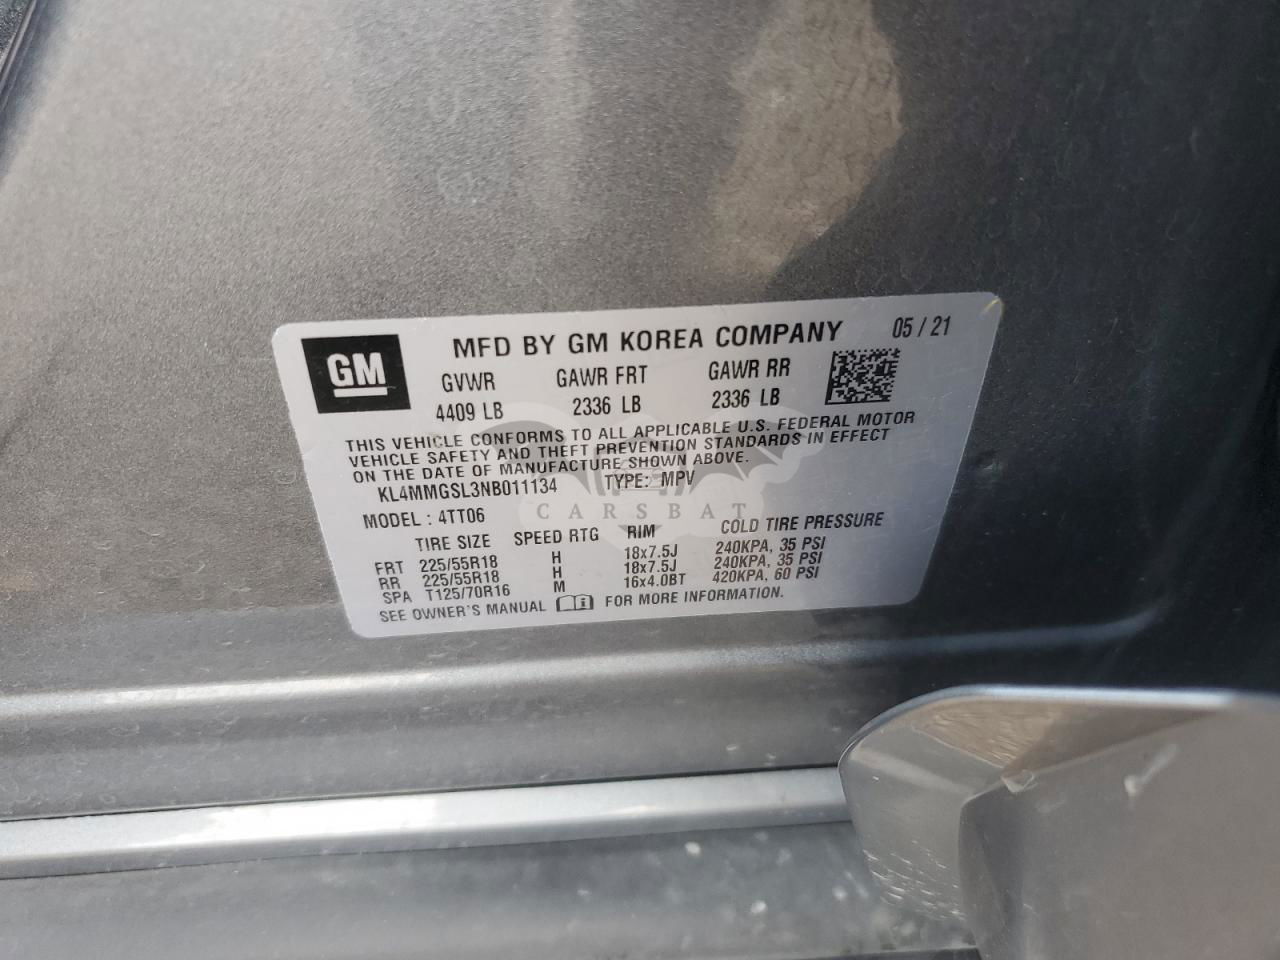 GM
MFD BY GM KOREA COMPANY 05 / 21
GVWR GAWR FRT GAWR RR
4409 LB 2336 LB 2336 LB
THIS VEHICLE CONFORMS TO ALL APPLICABLE U.S. FEDERAL MOTOR
VEHICLE SAFETY AND THEFT PREVENTION STANDARDS IN EFFECT
ON THE DATE OF MANUFACTURE SHOWN ABOVE.
KL4MMGSL3NB011134 TYPE: MPV
CARSBAT
MODEL : 4TT06
TIRE SIZE SPEED RTG RIM COLD TIRE PRESSURE
FRT 225/55R18 H 18x7.5J 240KPA, 35 PSI
RR 225/55R18 H 18x7.5J 240KPA, 35 PSI
SPA T125/70R16 M 16x4.0BT 420KPA, 60 PSI
SEE OWNER'S MANUAL i FOR MORE INFORMATION.